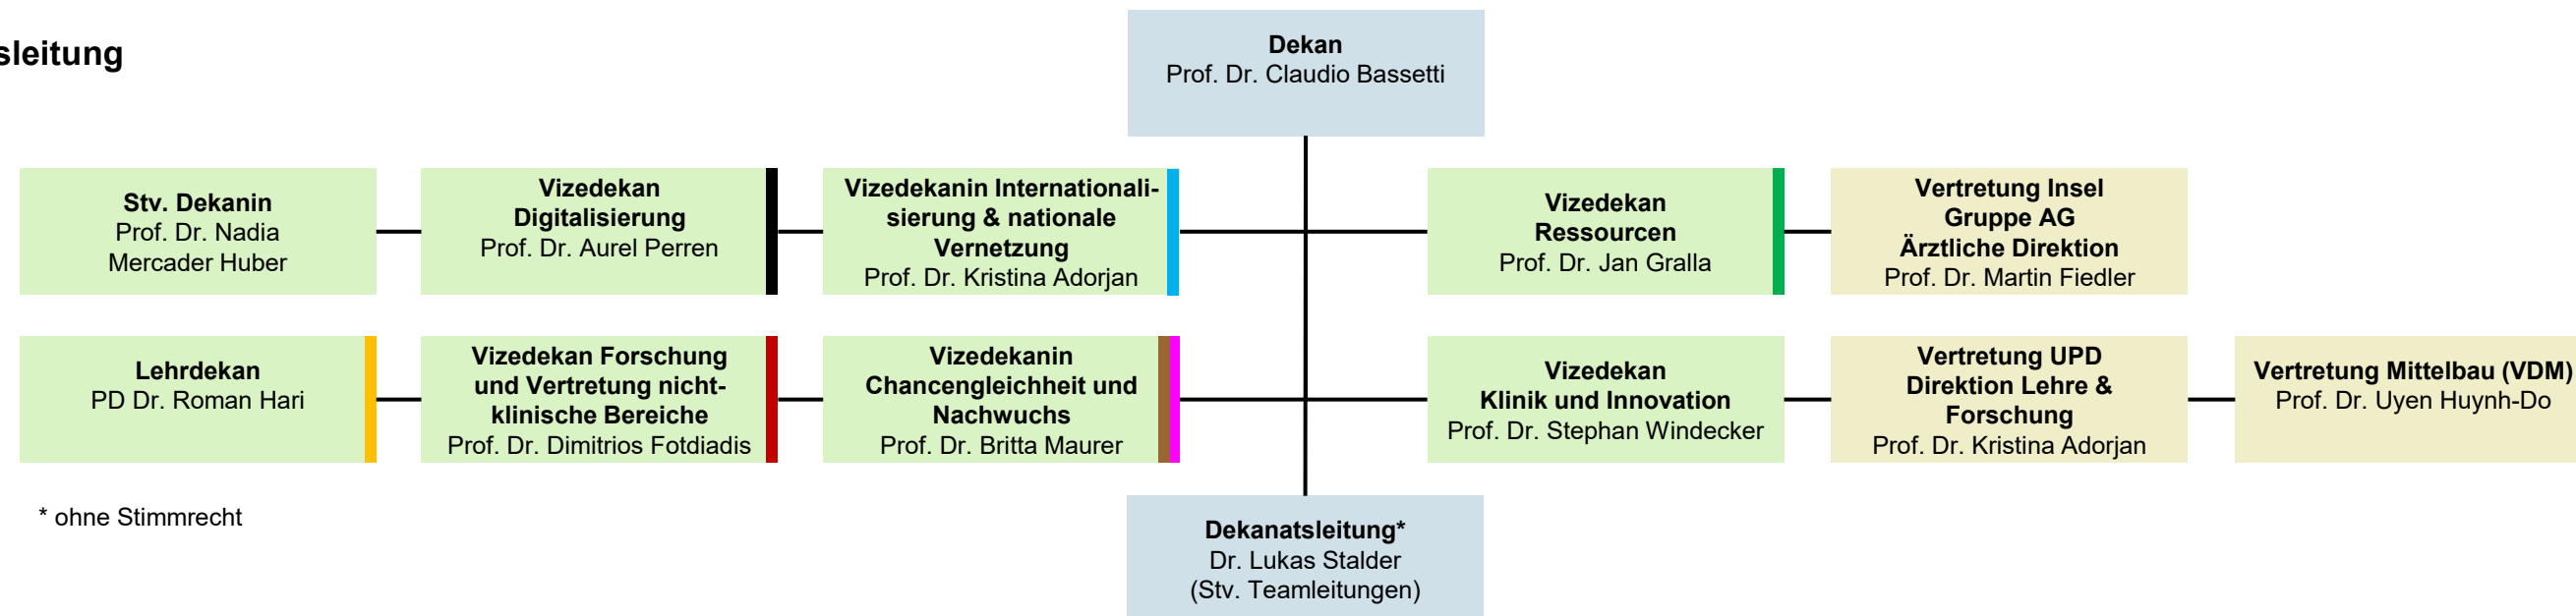 sleitung
Dekan
Prof. Dr. Claudio Bassetti
Stv. Dekanin
Prof. Dr. Nadia
Mercader Huber
Vizedekan
Digitalisierung
Prof. Dr. Aurel Perren
Vizedekanin Internationali-
sierung & nationale
Vernetzung
Prof. Dr. Kristina Adorjan
Vizedekan
Ressourcen
Prof. Dr. Jan Gralla
Vertretung Insel
Gruppe AG
Ärztliche Direktion
Prof. Dr. Martin Fiedler
Lehrdekan
PD Dr. Roman Hari
Vizedekan Forschung
und Vertretung nicht-
klinische Bereiche
Prof. Dr. Dimitrios Fotdiadis
Vizedekanin
Chancengleichheit und
Nachwuchs
Prof. Dr. Britta Maurer
Vizedekan
Klinik und Innovation
Prof. Dr. Stephan Windecker
Vertretung UPD
Direktion Lehre &
Forschung
Prof. Dr. Kristina Adorjan
Vertretung Mittelbau (VDM)
Prof. Dr. Uyen Huynh-Do
* ohne Stimmrecht
Dekanatsleitung*
Dr. Lukas Stalder
(Stv. Teamleitungen)